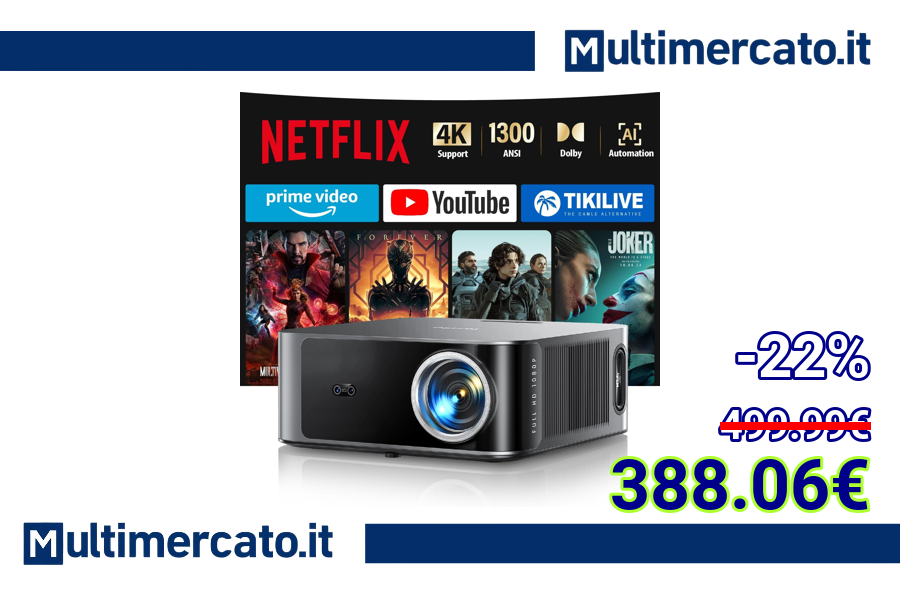 Multimercato.it
NETFLIX
4K
Support
1300
ANSI
Dolby
AI
Automation
prime video
YouTube
TIKILIVE
THE CABLE ALTERNATIVE
FOREVER
JOKER
FULL HD 1080P
-22%
499.99€
388.06€
Multimercato.it